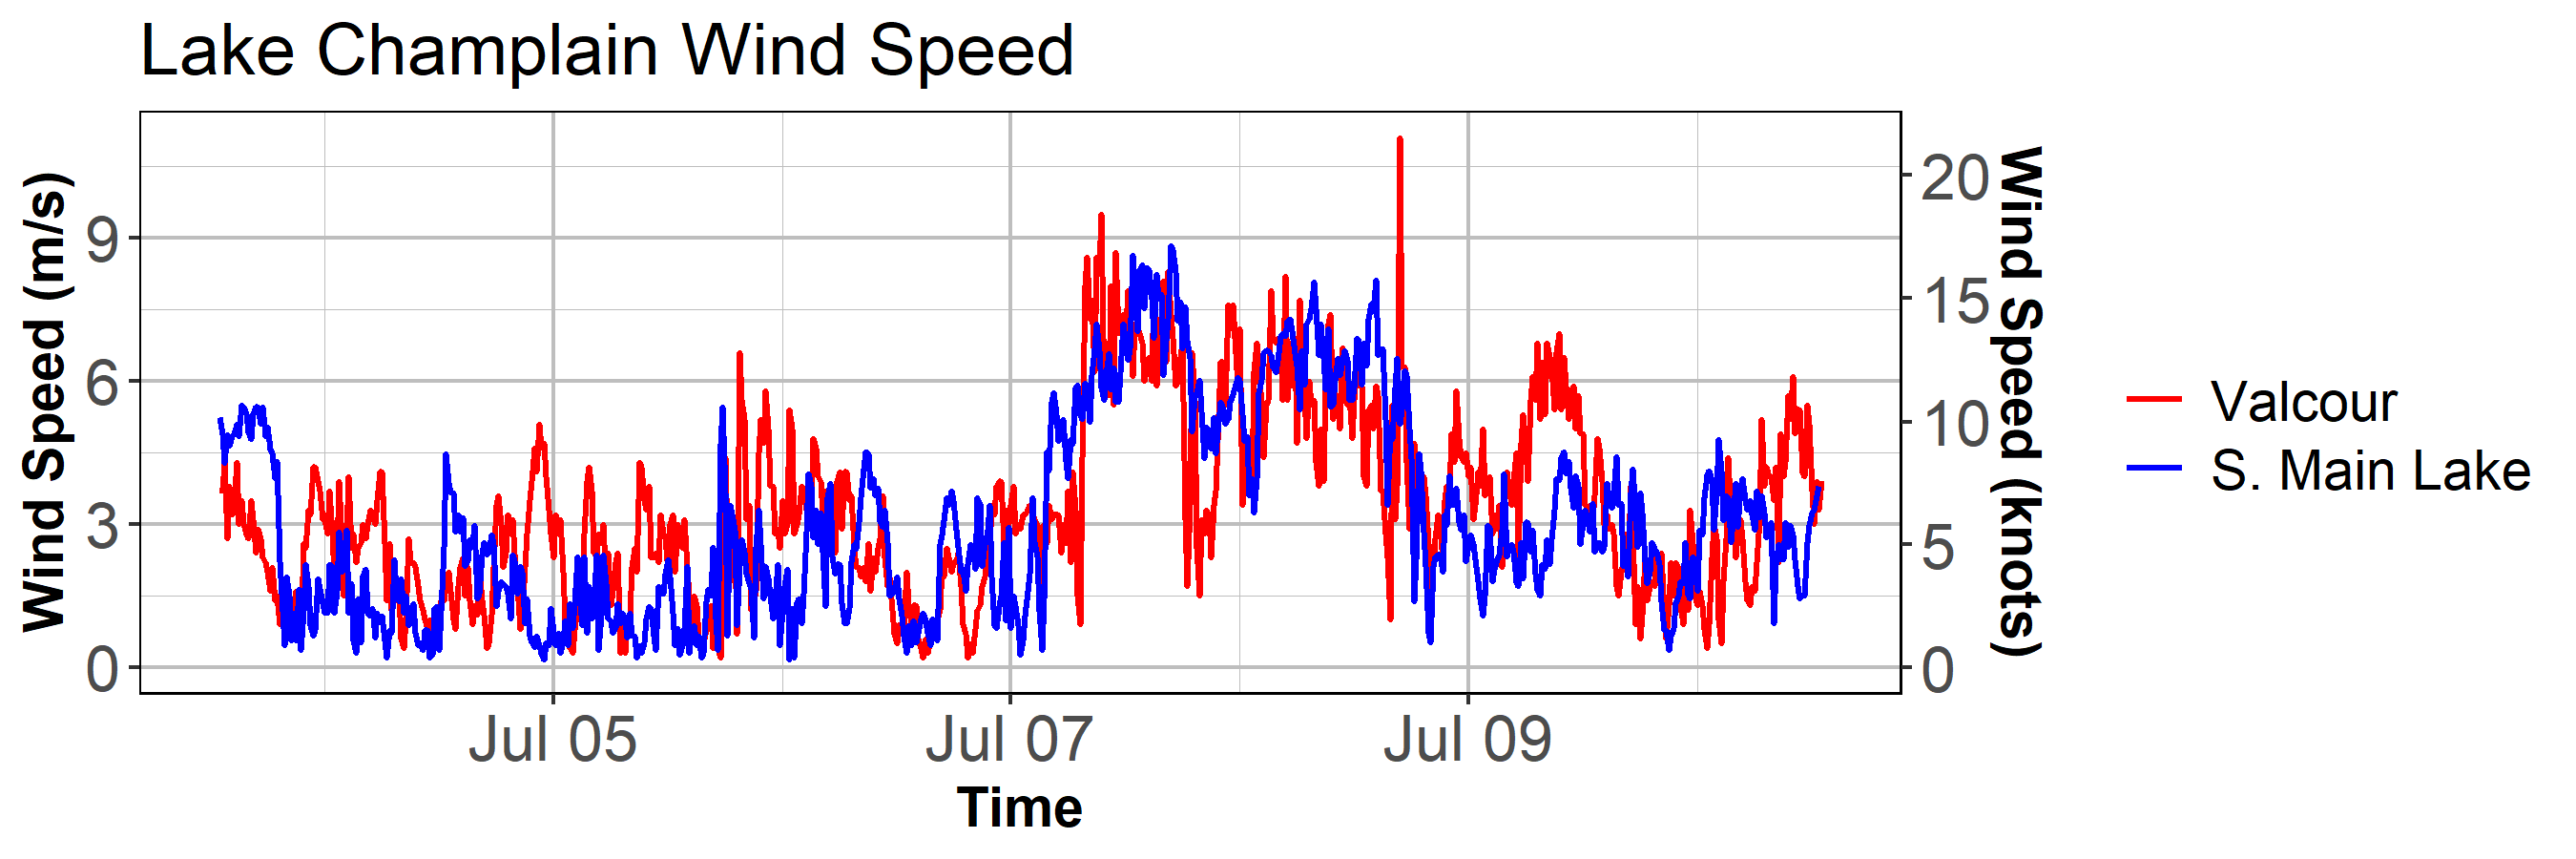 Lake Champlain Wind Speed
Wind Speed (m/s)
9
6
3
0
20
15
10
5
0
Wind Speed (knots)
Jul 05
Jul 07
Jul 09
Time
Valcour
S. Main Lake